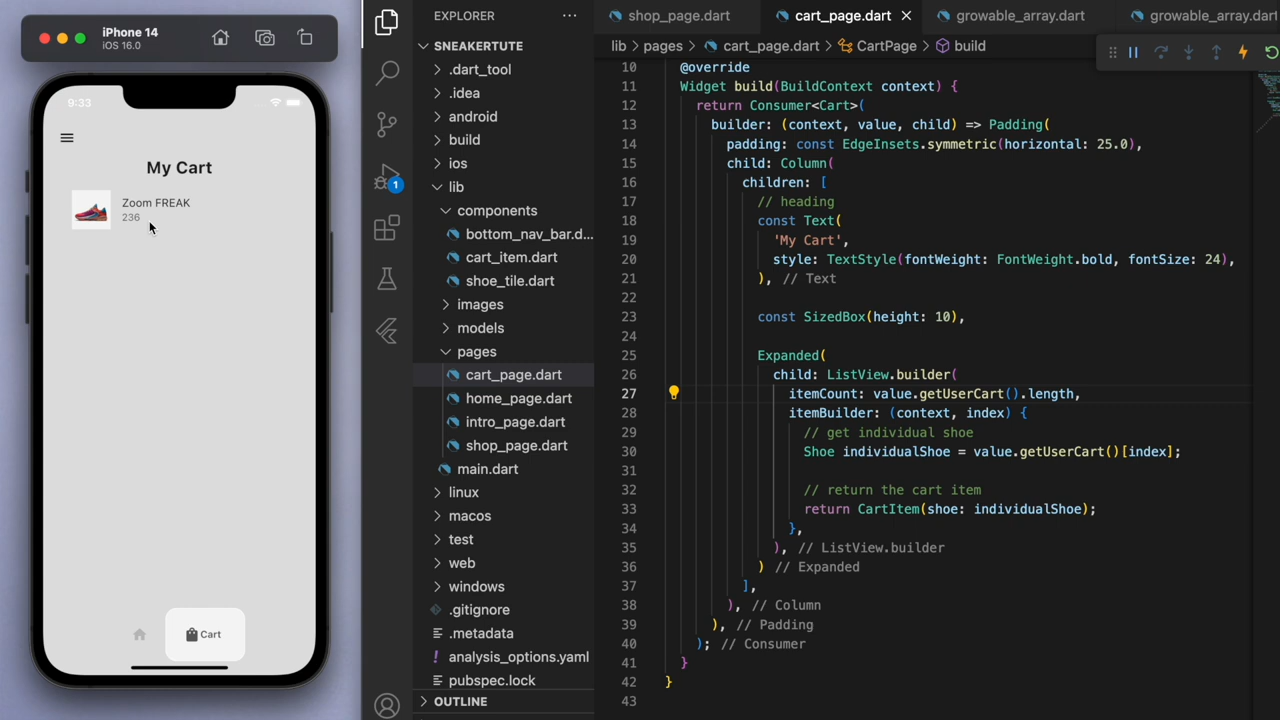 iPhone 14
iOS 16.0
9:33
My Cart
Zoom FREAK
236
Cart
EXPLORER
SNEAKERTUTE
.dart_tool
.idea
android
build
ios
lib
components
bottom_nav_bar.d...
cart_item.dart
shoe_tile.dart
images
models
pages
cart_page.dart
home_page.dart
intro_page.dart
shop_page.dart
main.dart
linux
macos
test
web
windows
.gitignore
.metadata
analysis_options.yaml
pubspec.lock
OUTLINE
1
shop_page.dart
cart_page.dart
growable_array.dart
growable_array.dart
lib > pages > cart_page.dart > CartPage > build
10 @override
11 Widget build(BuildContext context) {
12 return Consumer<Cart>(
13 builder: (context, value, child) => Padding(
14 padding: const EdgeInsets.symmetric(horizontal: 25.0),
15 child: Column(
16 children: [
17 // heading
18 const Text(
19 'My Cart',
20 style: TextStyle(fontWeight: FontWeight.bold, fontSize: 24),
21 ), // Text
22
23 const SizedBox(height: 10),
24
25 Expanded(
26 child: ListView.builder(
27 itemCount: value.getUserCart().length,
28 itemBuilder: (context, index) {
29 // get individual shoe
30 Shoe individualShoe = value.getUserCart()[index];
31
32 // return the cart item
33 return CartItem(shoe: individualShoe);
34 },
35 ), // ListView.builder
36 ) // Expanded
37 ],
38 ), // Column
39 ), // Padding
40 ); // Consumer
41 }
42 }
43